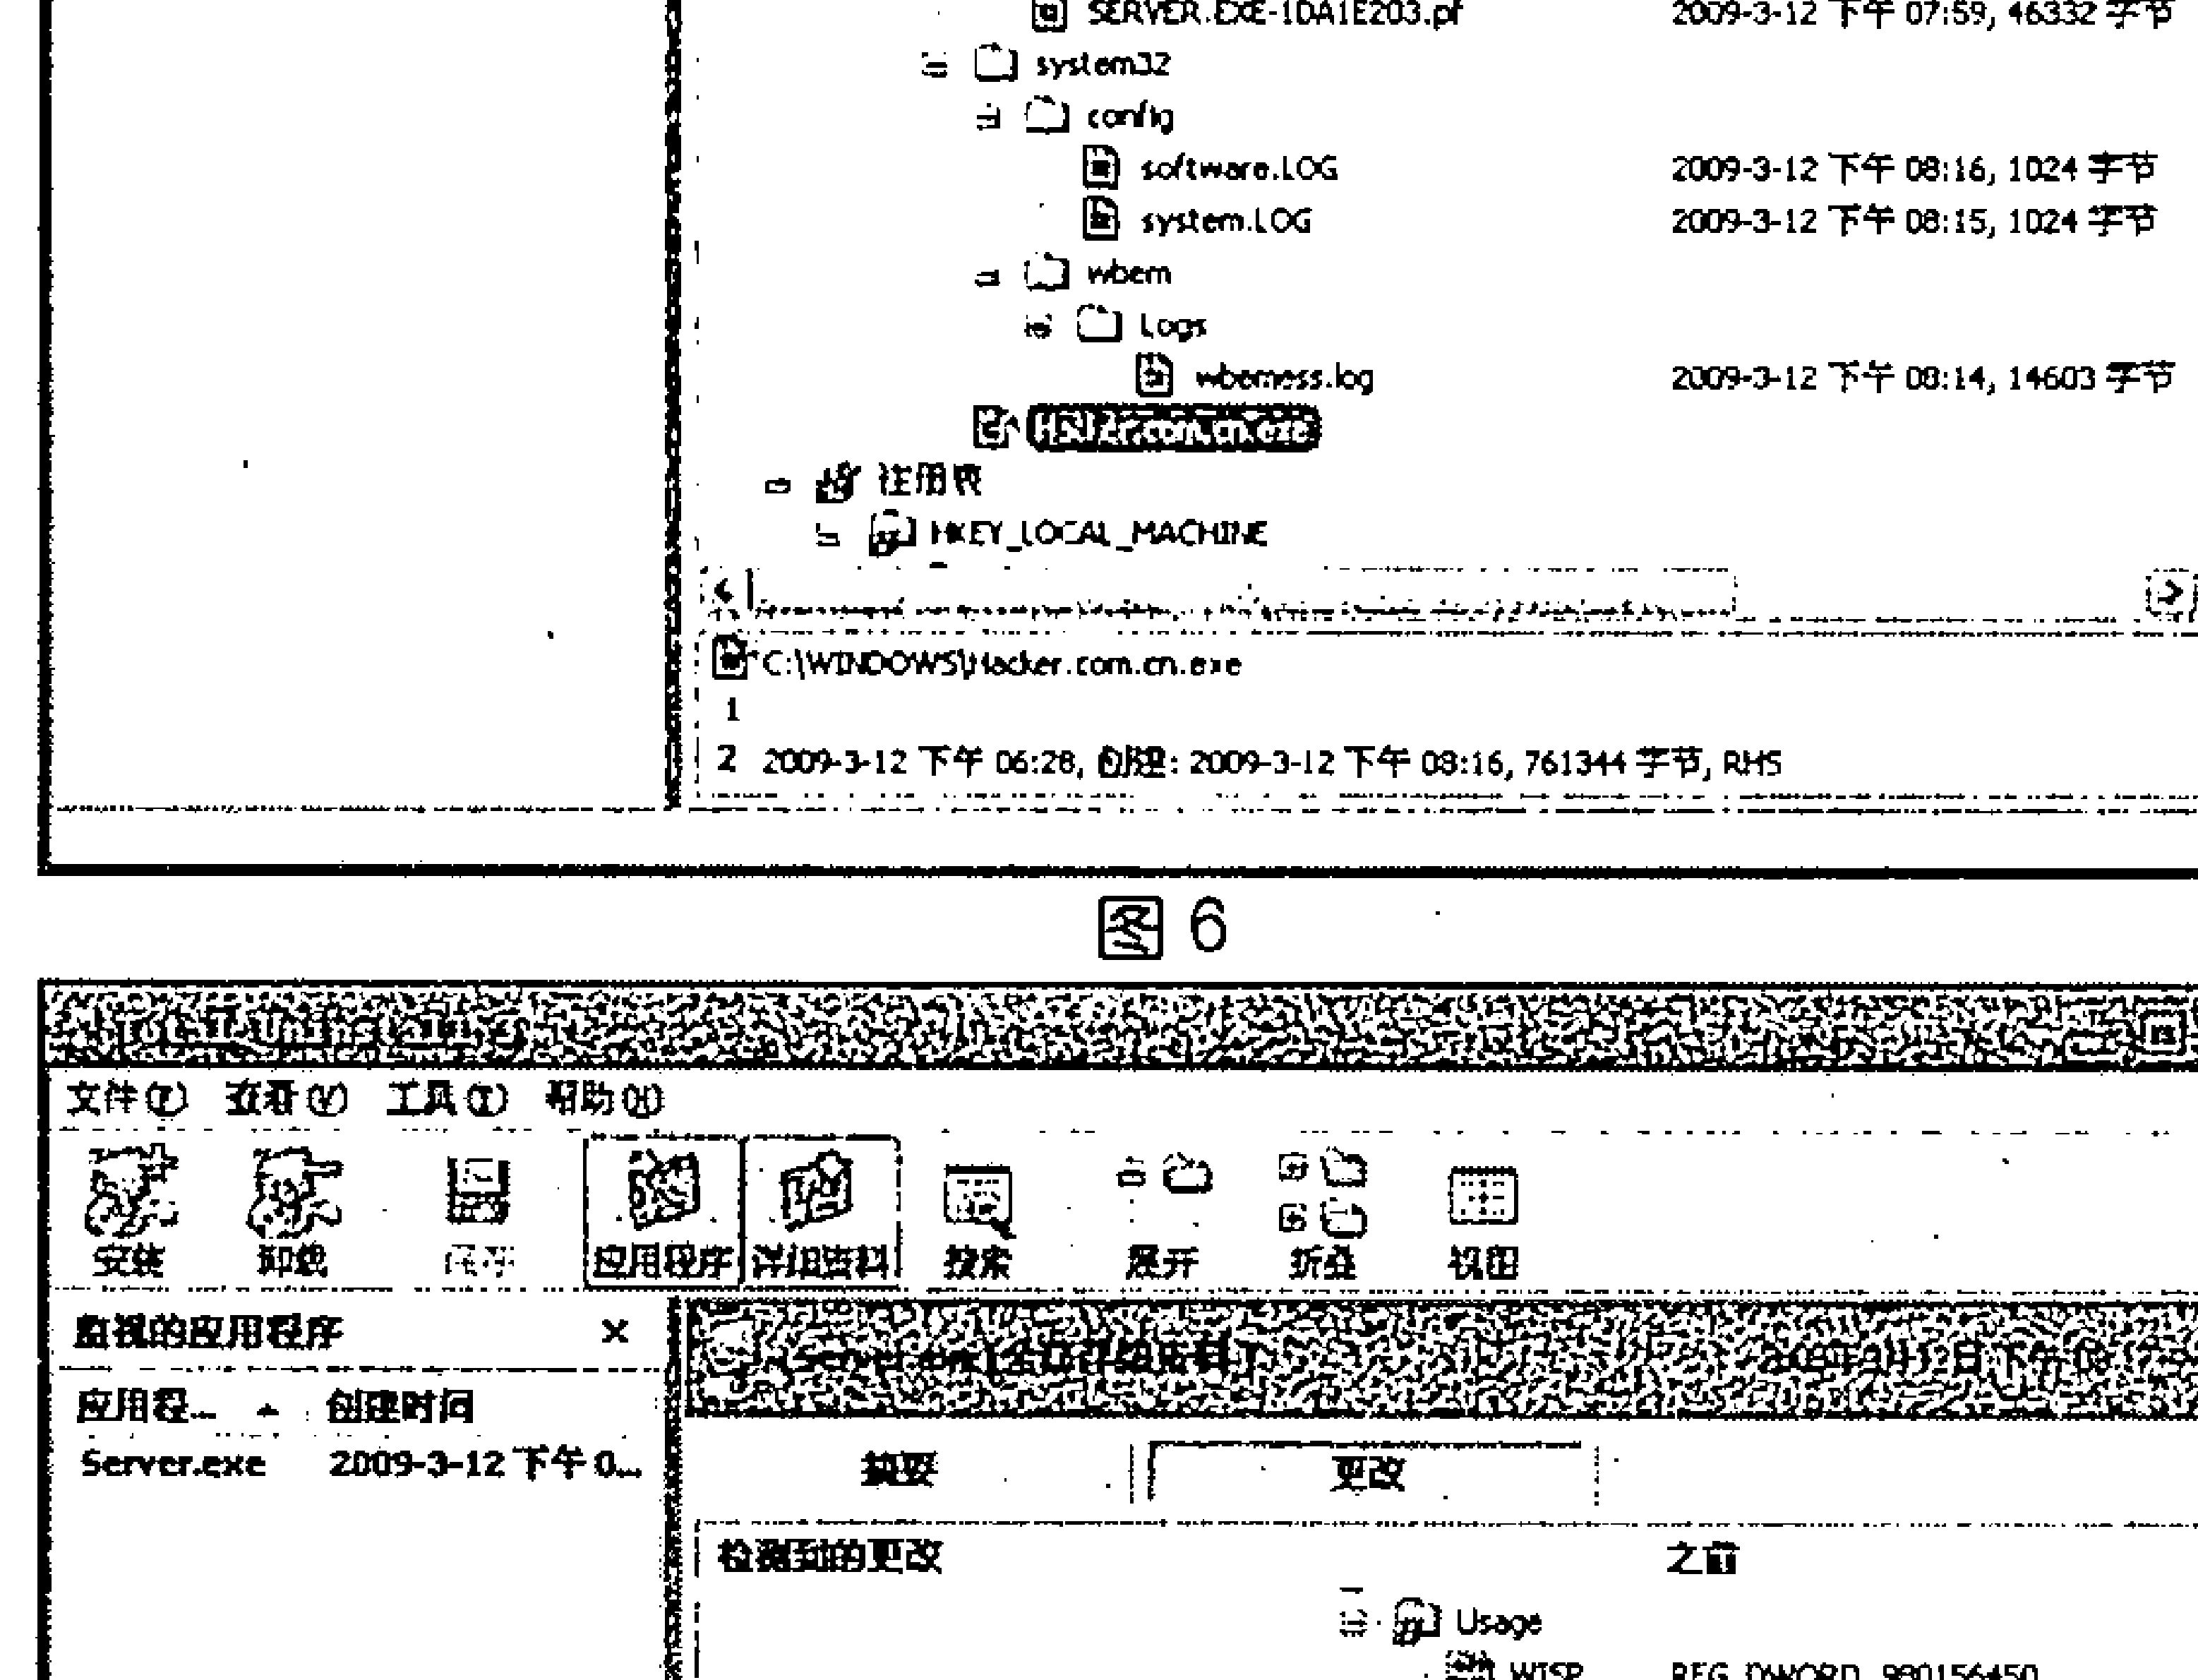 SERVER.EXE-1DA1E203.pf 2009-3-12 下午 07:59, 46332 字节
system32
config
software.LOG 2009-3-12 下午 08:16, 1024 字节
system.LOG 2009-3-12 下午 08:15, 1024 字节
wbem
Logs
wbemess.log 2009-3-12 下午 08:14, 14603 字节
注册表
HKEY_LOCAL_MACHINE
C:\WINDOWS\Hacker.com.cn.exe
1
2 2009-3-12 下午 06:28, 创建: 2009-3-12 下午 08:16, 761344 字节, RHS
图 6
文件(F) 查看(V) 工具(T) 帮助(H)
安装 卸载 保存 应用程序 详细资料 搜索 展开 折叠 视图
监视的应用程序
应用程... 创建时间
Server.exe 2009-3-12 下午 0...
摘要 更改
检测到的更改 之前
Usage
WISP REG_DWORD, 980156450